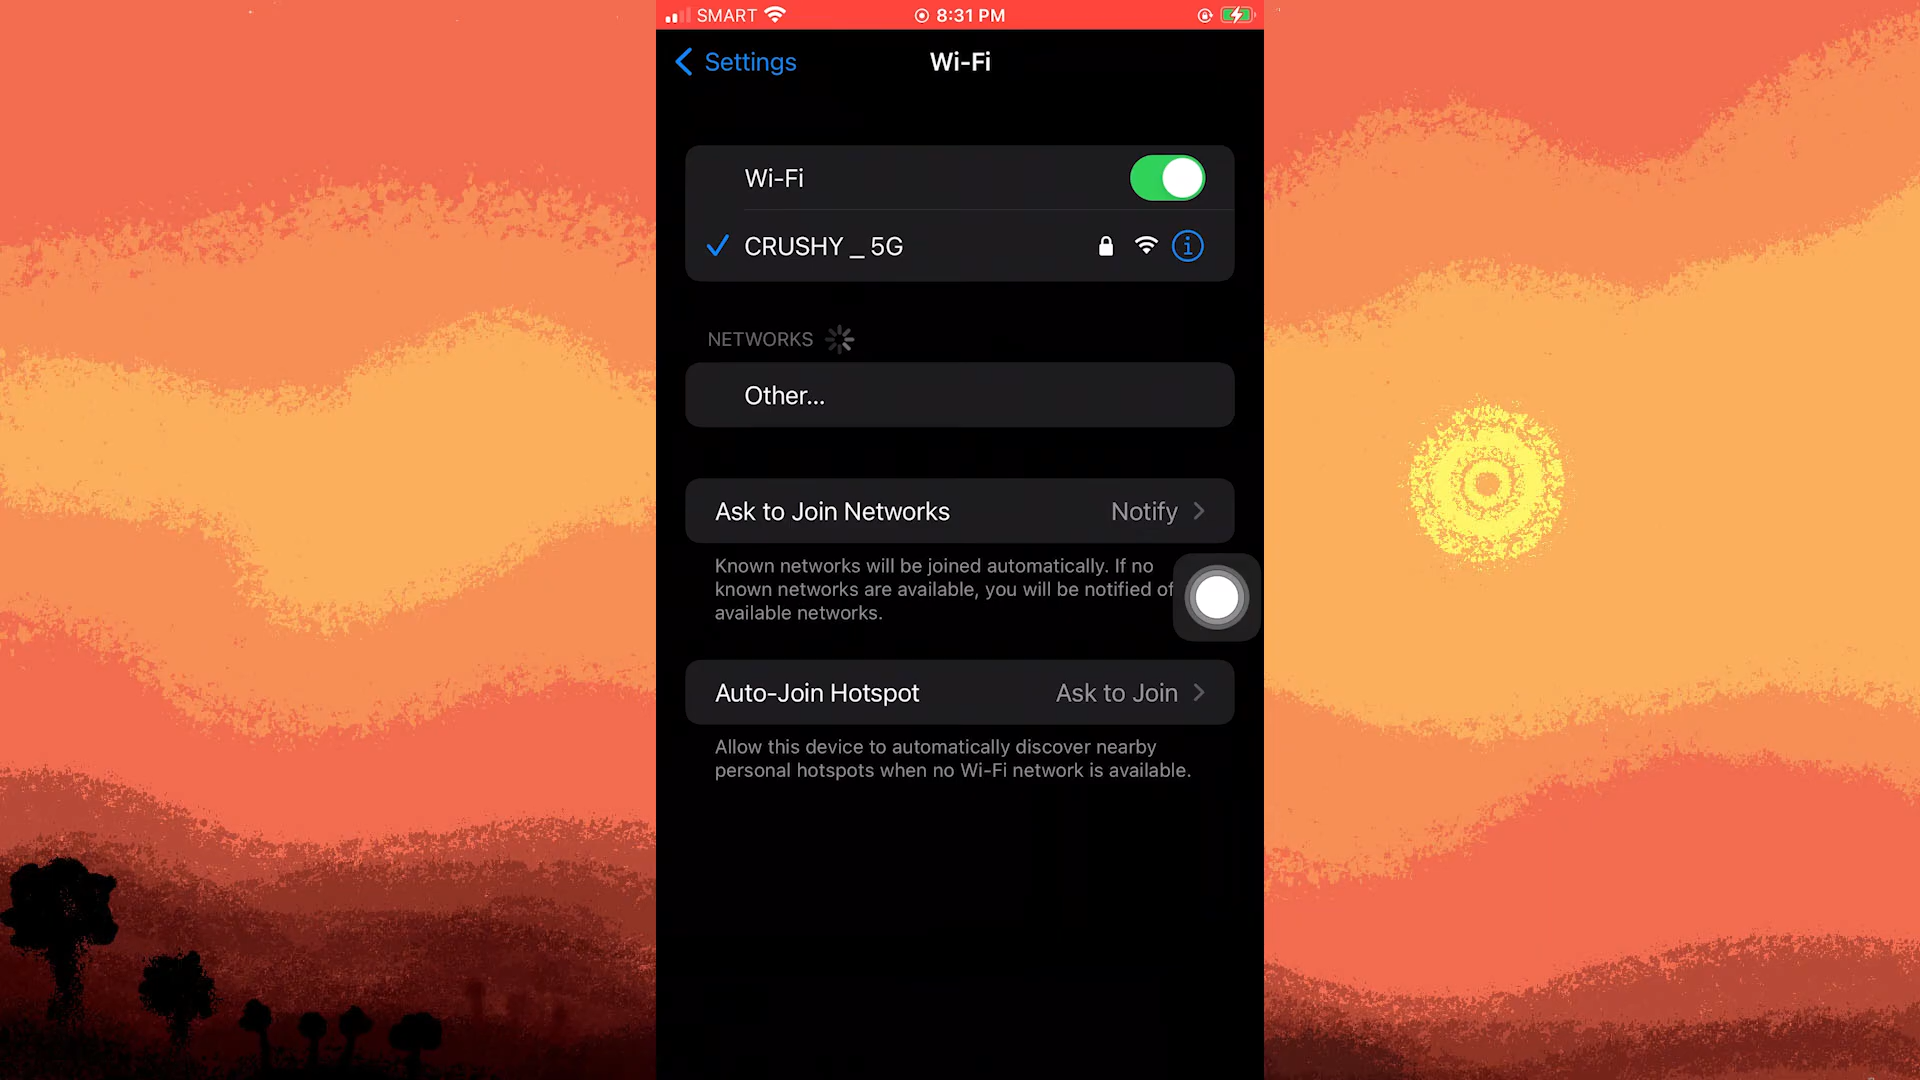 SMART 8:31 PM
Settings Wi-Fi
Wi-Fi
CRUSHY _ 5G
NETWORKS
Other...
Ask to Join Networks Notify
Known networks will be joined automatically. If no
known networks are available, you will be notified of
available networks.
Auto-Join Hotspot Ask to Join
Allow this device to automatically discover nearby
personal hotspots when no Wi-Fi network is available.